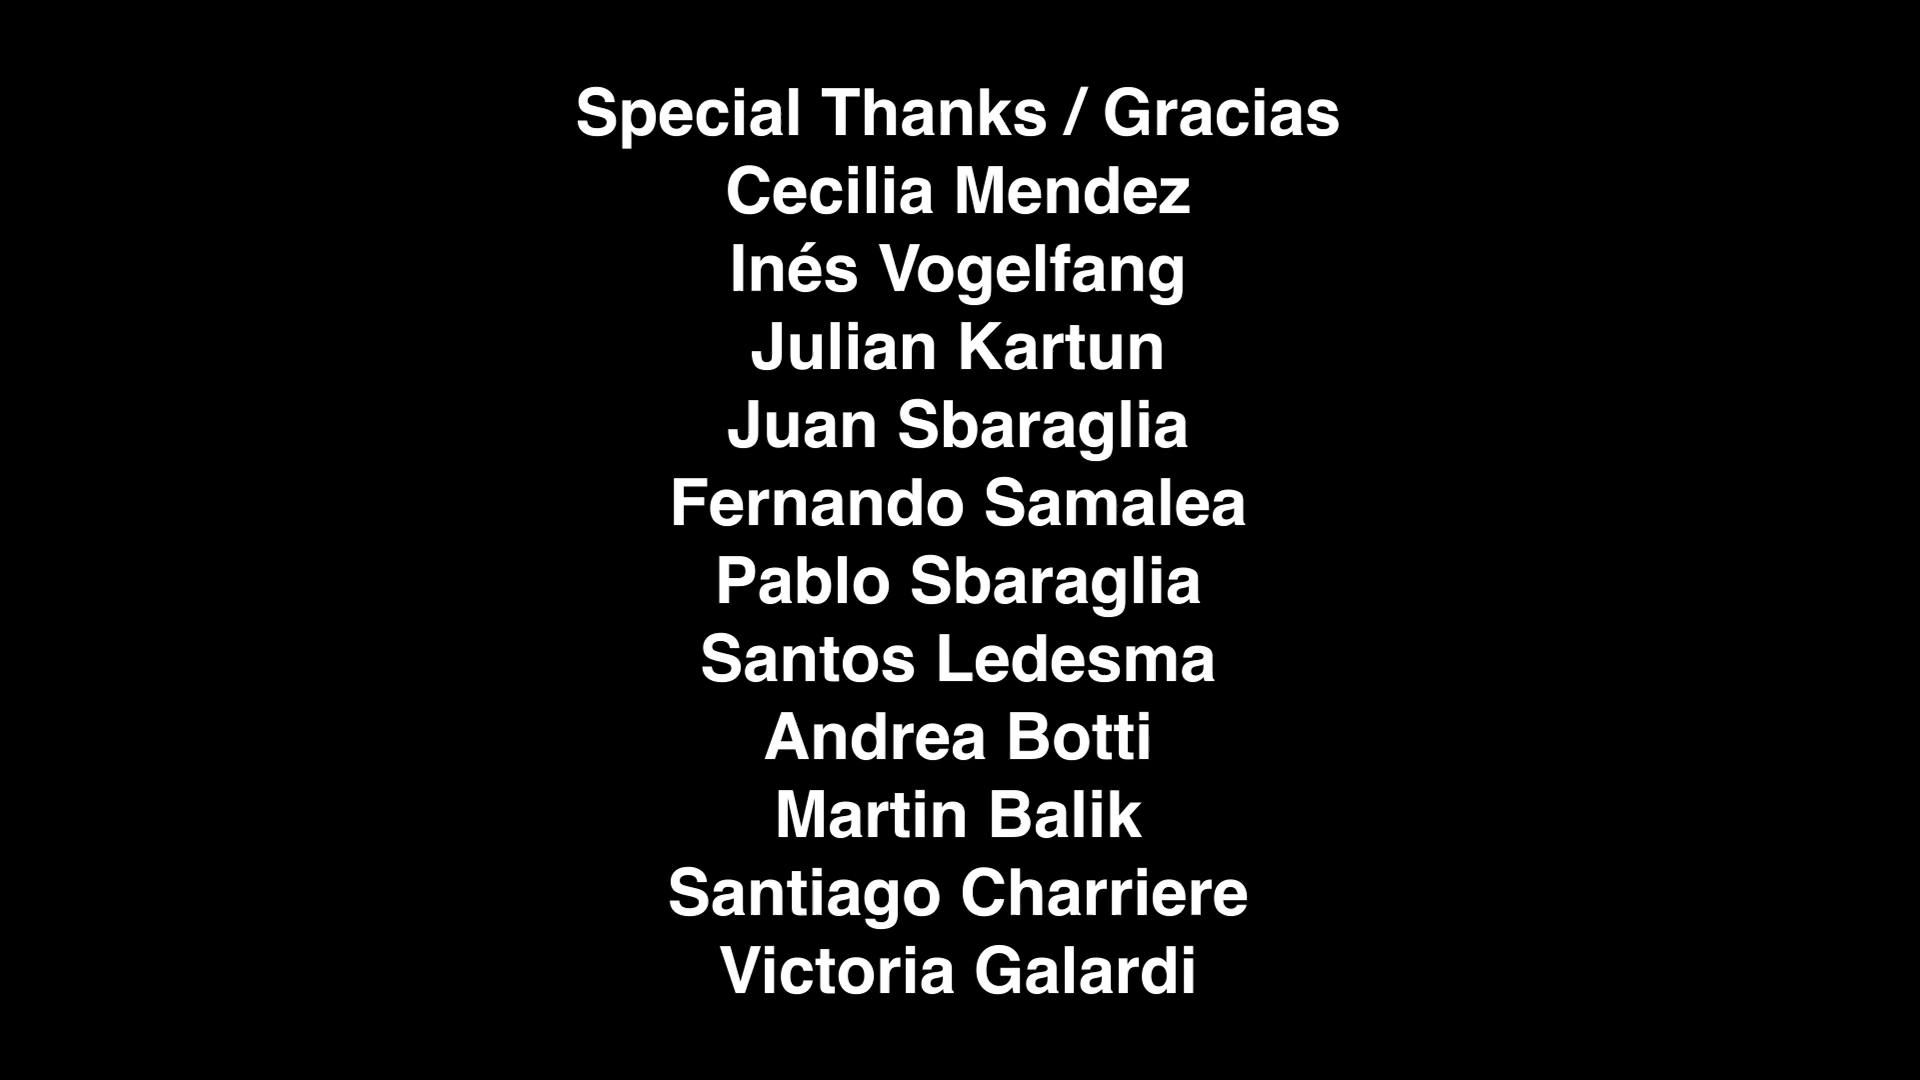 Special Thanks / Gracias
Cecilia Mendez
Inés Vogelfang
Julian Kartun
Juan Sbaraglia
Fernando Samalea
Pablo Sbaraglia
Santos Ledesma
Andrea Botti
Martin Balik
Santiago Charriere
Victoria Galardi